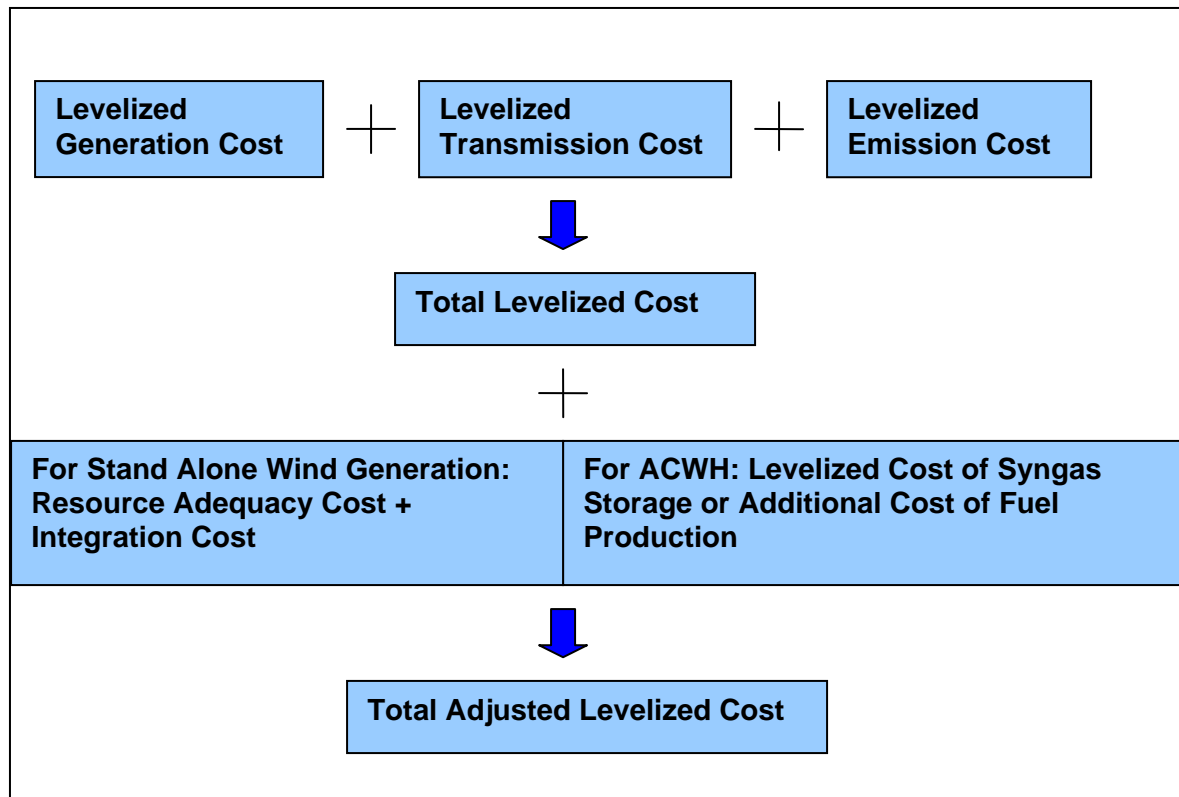 Levelized
Generation Cost
Levelized
Transmission Cost
Levelized
Emission Cost
Total Levelized Cost
For Stand Alone Wind Generation:
Resource Adequacy Cost +
Integration Cost
For ACWH: Levelized Cost of Syngas
Storage or Additional Cost of Fuel
Production
Total Adjusted Levelized Cost